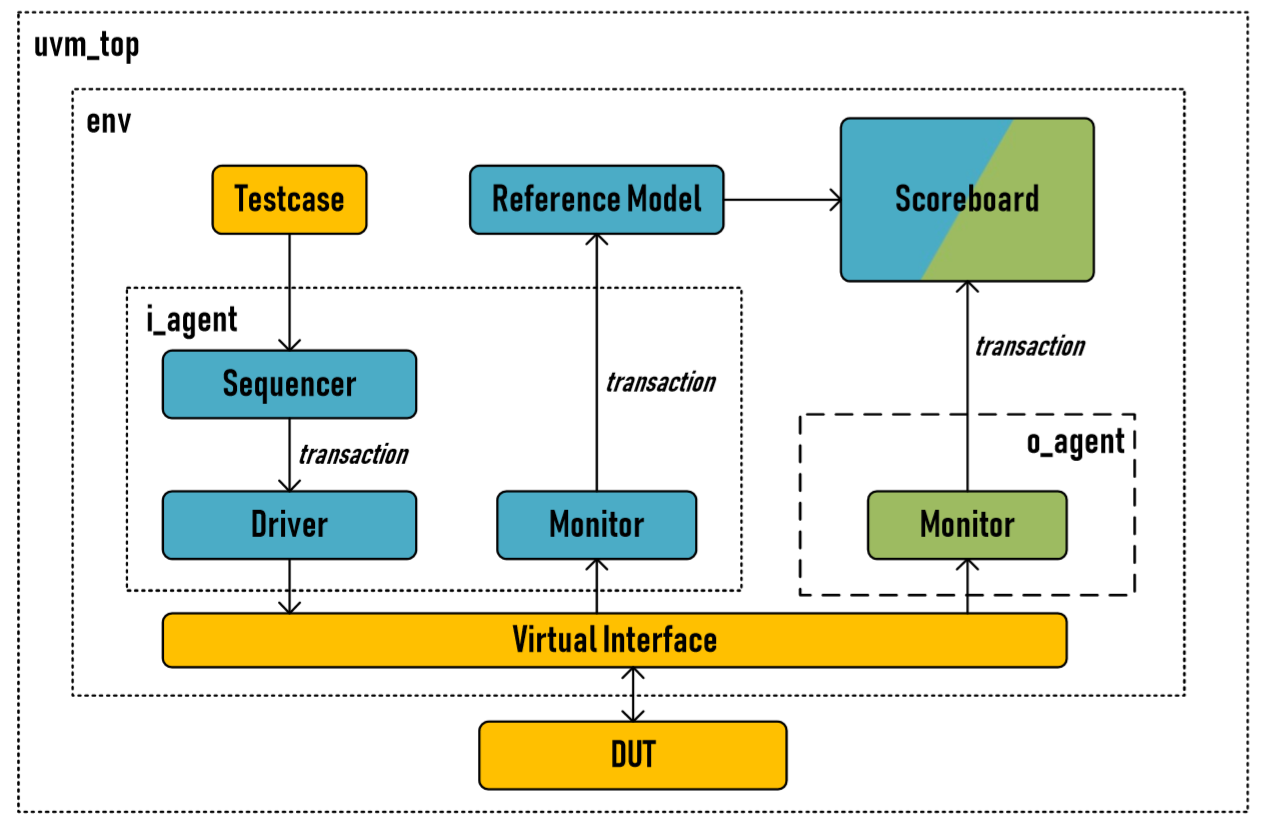 uvm_top
env
Testcase
Reference Model
Scoreboard
i_agent
Sequencer
transaction
transaction
transaction
o_agent
Driver
Monitor
Monitor
Virtual Interface
DUT